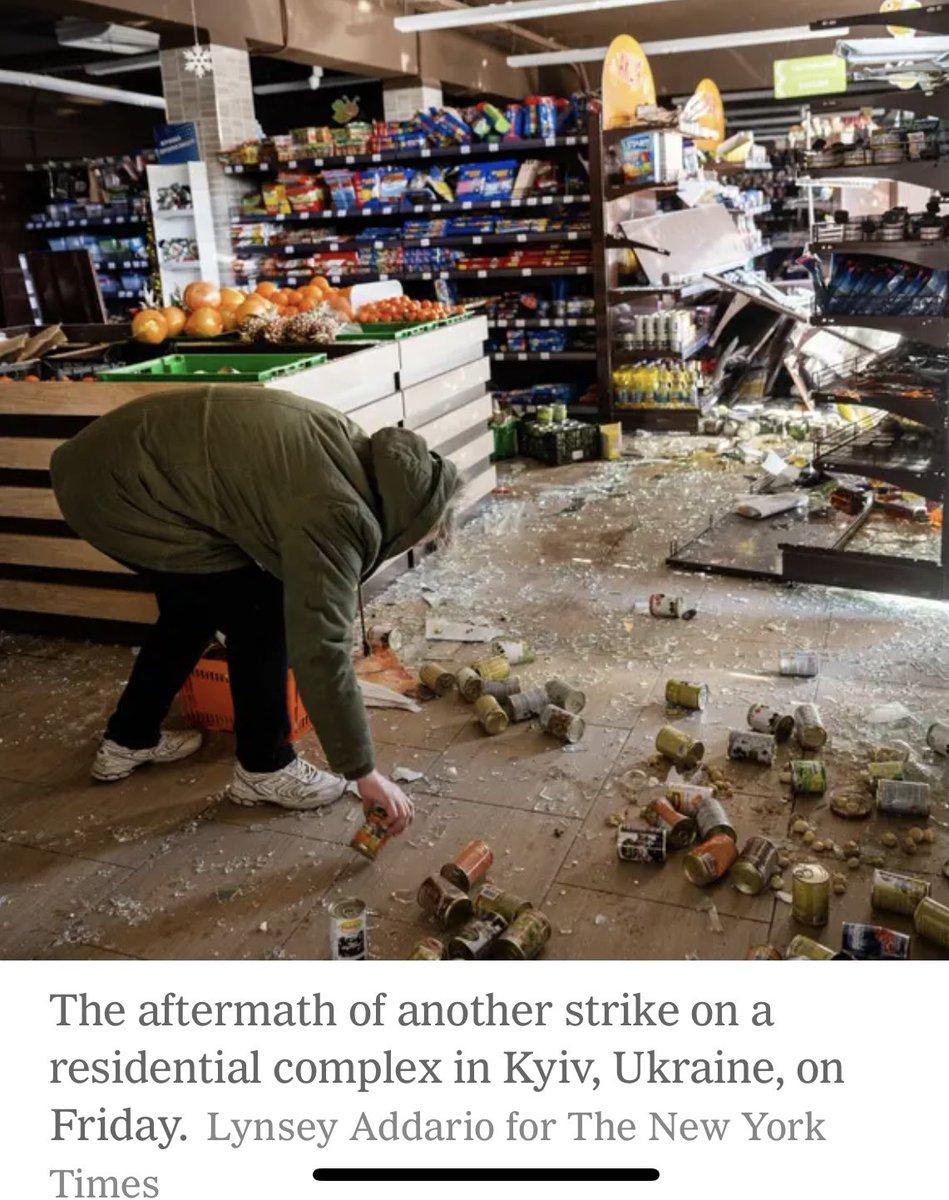 The aftermath of another strike on a
residential complex in Kyiv, Ukraine, on
Friday. Lynsey Addario for The New York
Times